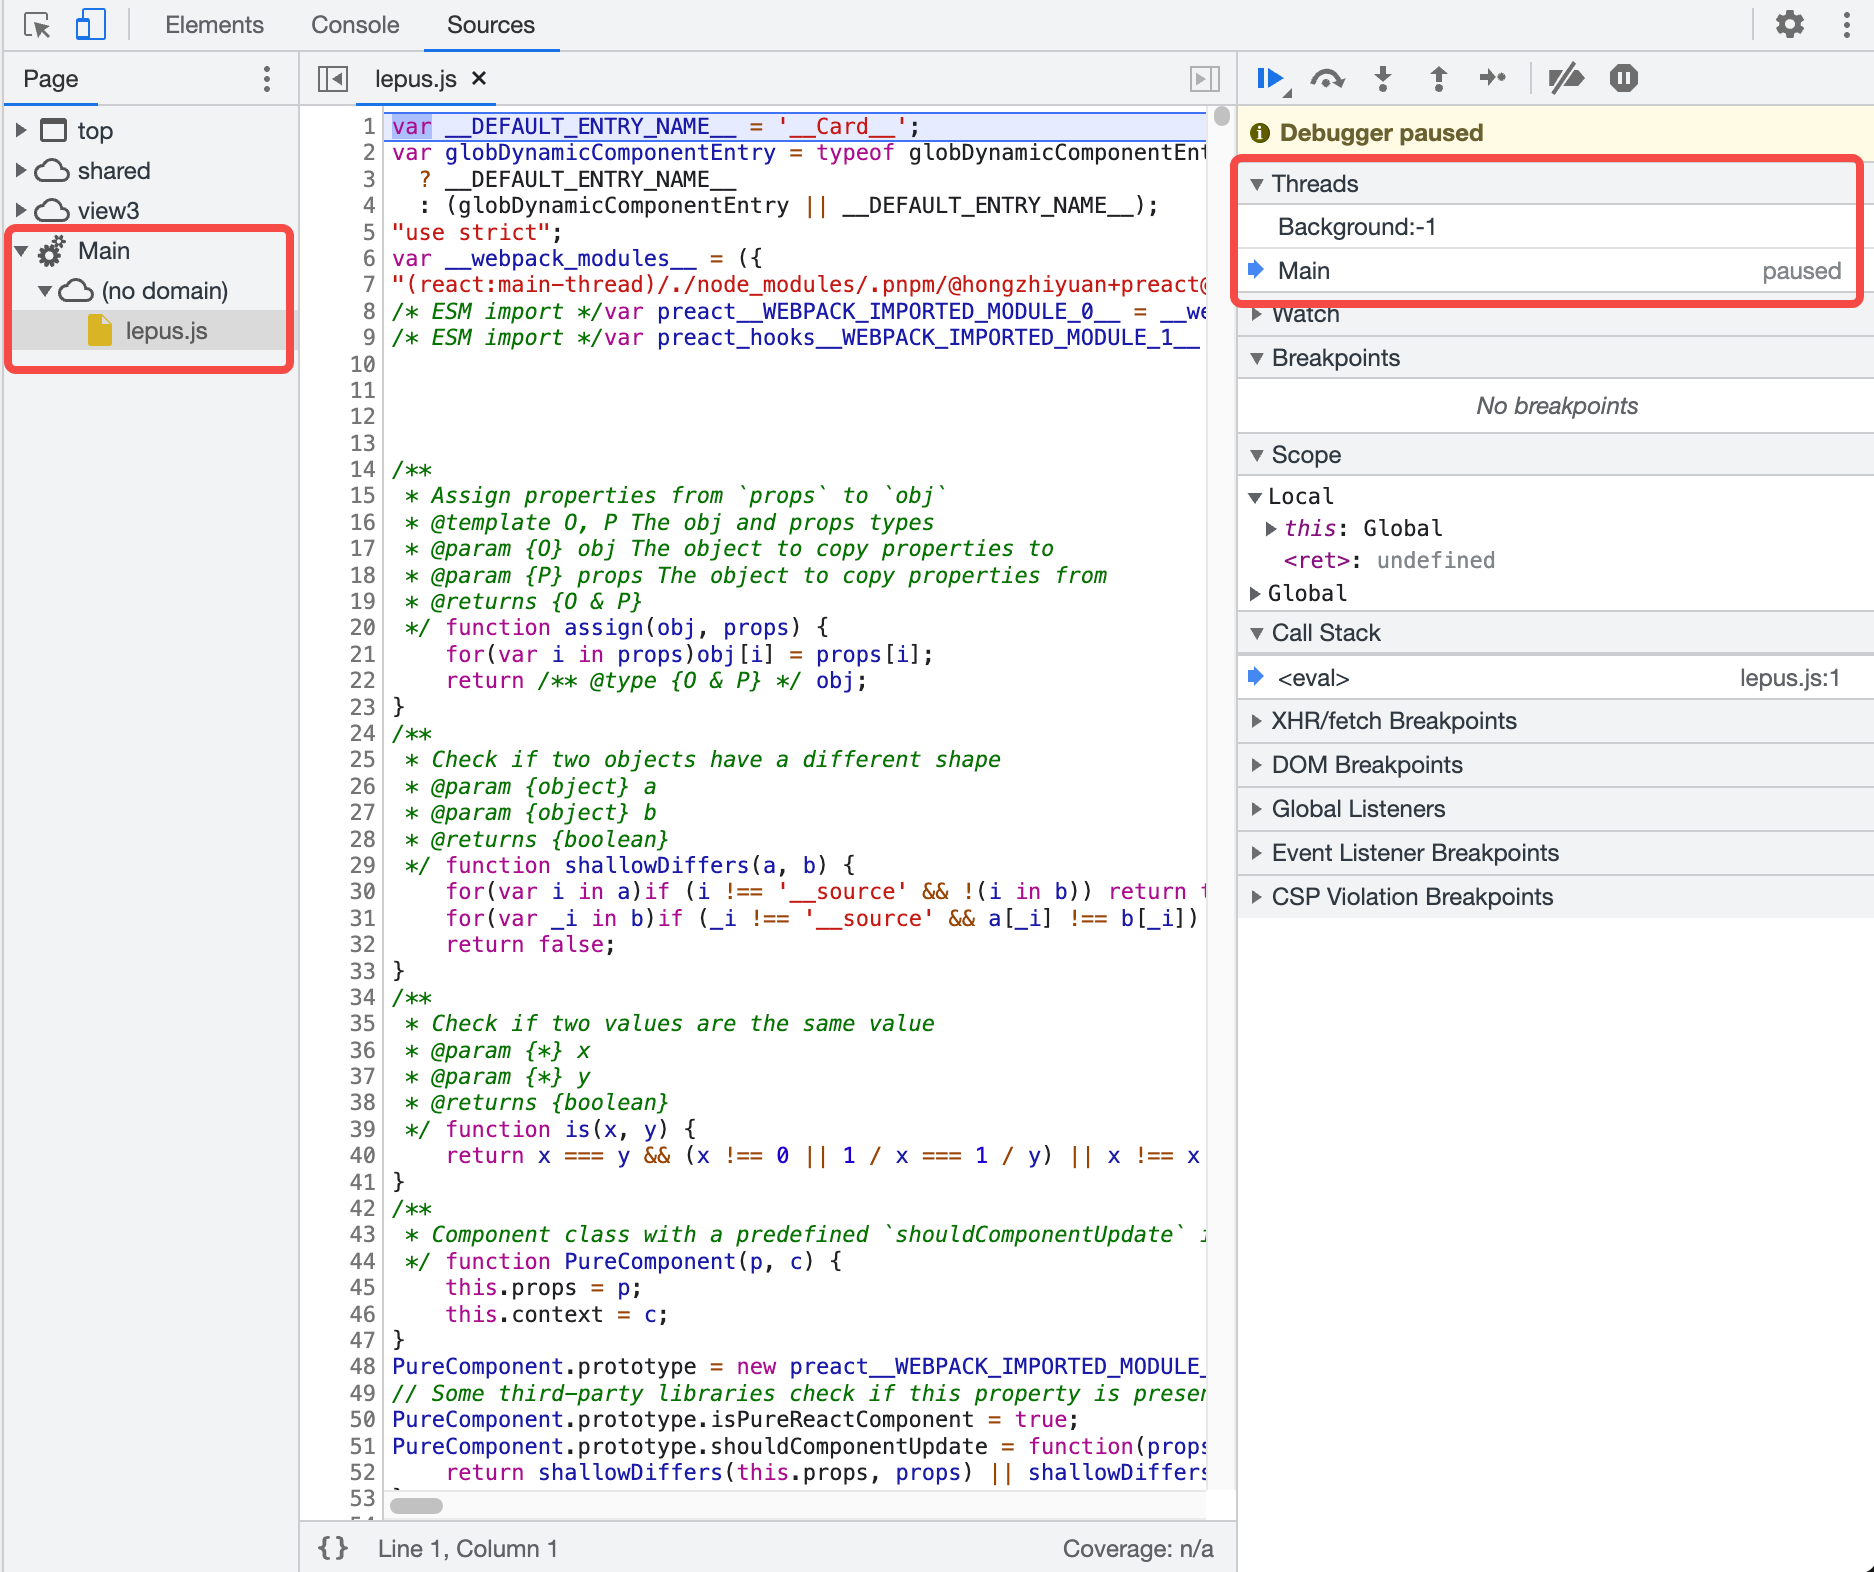 Elements
Console
Sources
Page
top
shared
view3
Main
(no domain)
lepus.js
lepus.js ×
1 var __DEFAULT_ENTRY_NAME__ = '__Card__';
2 var globDynamicComponentEntry = typeof globDynamicComponentEnt
3   ? __DEFAULT_ENTRY_NAME__
4   : (globDynamicComponentEntry || __DEFAULT_ENTRY_NAME__);
5 "use strict";
6 var __webpack_modules__ = ({
7 "(react:main-thread)/./node_modules/.pnpm/@hongzhiyuan+preact@
8 /* ESM import */var preact__WEBPACK_IMPORTED_MODULE_0__ = __we
9 /* ESM import */var preact_hooks__WEBPACK_IMPORTED_MODULE_1__
10
11
12
13
14 /**
15  * Assign properties from `props` to `obj`
16  * @template O, P The obj and props types
17  * @param {O} obj The object to copy properties to
18  * @param {P} props The object to copy properties from
19  * @returns {O & P}
20  */ function assign(obj, props) {
21     for(var i in props)obj[i] = props[i];
22     return /** @type {O & P} */ obj;
23 }
24 /**
25  * Check if two objects have a different shape
26  * @param {object} a
27  * @param {object} b
28  * @returns {boolean}
29  */ function shallowDiffers(a, b) {
30     for(var i in a)if (i !== '__source' && !(i in b)) return t
31     for(var _i in b)if (_i !== '__source' && a[_i] !== b[_i])
32     return false;
33 }
34 /**
35  * Check if two values are the same value
36  * @param {*} x
37  * @param {*} y
38  * @returns {boolean}
39  */ function is(x, y) {
40     return x === y && (x !== 0 || 1 / x === 1 / y) || x !== x
41 }
42 /**
43  * Component class with a predefined `shouldComponentUpdate` i
44  */ function PureComponent(p, c) {
45     this.props = p;
46     this.context = c;
47 }
48 PureComponent.prototype = new preact__WEBPACK_IMPORTED_MODULE_
49 // Some third-party libraries check if this property is presen
50 PureComponent.prototype.isPureReactComponent = true;
51 PureComponent.prototype.shouldComponentUpdate = function(props
52     return shallowDiffers(this.props, props) || shallowDiffers
53
{} Line 1, Column 1
Coverage: n/a
Debugger paused
Threads
Background:-1
Main paused
Watch
Breakpoints
No breakpoints
Scope
Local
this: Global
<ret>: undefined
Global
Call Stack
<eval> lepus.js:1
XHR/fetch Breakpoints
DOM Breakpoints
Global Listeners
Event Listener Breakpoints
CSP Violation Breakpoints